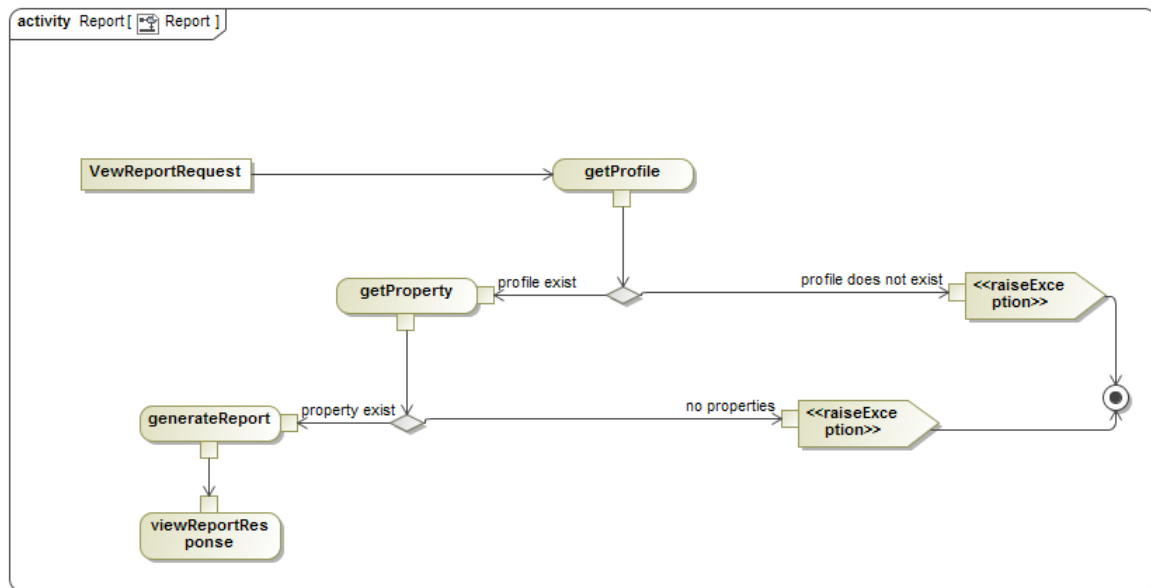 activity Report [ Report ]
VewReportRequest
getProfile
profile exist
profile does not exist
getProperty
<<raiseExce
ption>>
property exist
no properties
generateReport
<<raiseExce
ption>>
viewReportRes
ponse